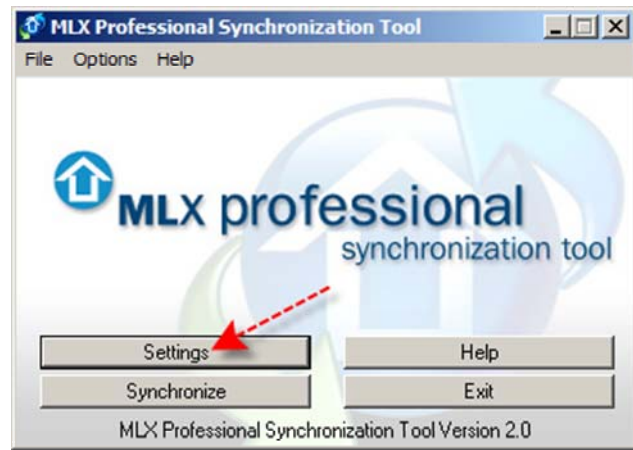 MLX Professional Synchronization Tool
File Options Help
MLX professional
synchronization tool
Settings Help
Synchronize Exit
MLX Professional Synchronization Tool Version 2.0